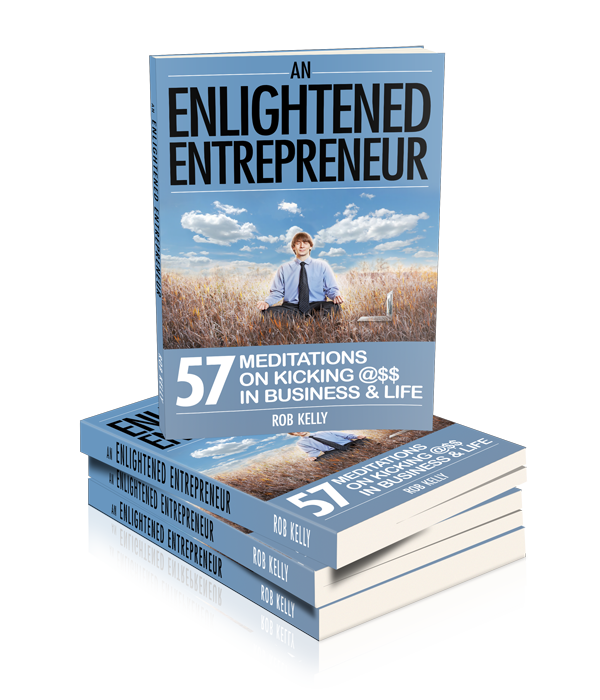 AN
ENLIGHTENED
ENTREPRENEUR
57 MEDITATIONS
ON KICKING @$$
IN BUSINESS & LIFE
ROB KELLY
AN ENLIGHTENED ENTREPRENEUR
ROB KELLY
57 MEDITATIONS
ON KICKING @$$
IN BUSINESS & LIFE
ROB KELLY
AN ENLIGHTENED ENTREPRENEUR
ROB KELLY
AN ENLIGHTENED ENTREPRENEUR
ROB KELLY
AN ENLIGHTENED ENTREPRENEUR
ROB KELLY